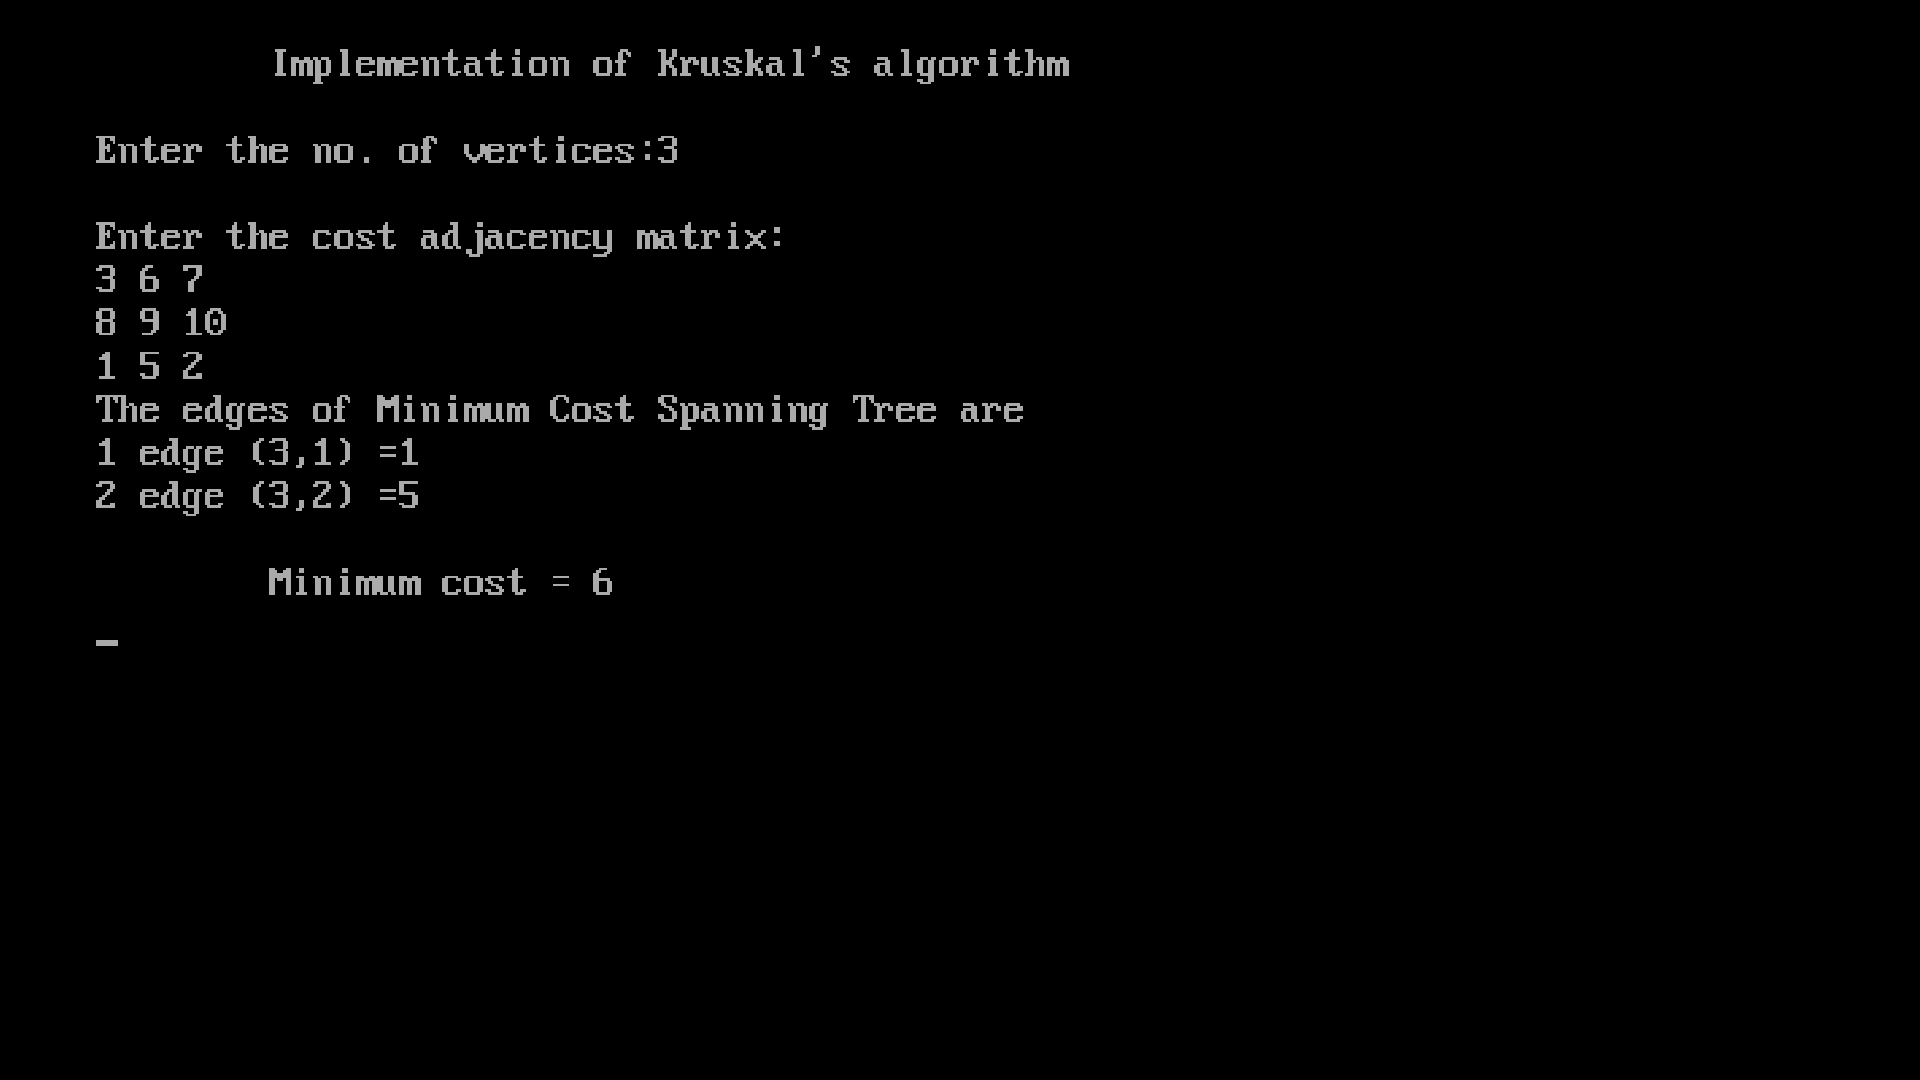 Implementation of Kruskal's algorithm
Enter the no. of vertices:3
Enter the cost adjacency matrix:
3 6 7
8 9 10
1 5 2
The edges of Minimum Cost Spanning Tree are
1 edge (3,1) =1
2 edge (3,2) =5
Minimum cost = 6